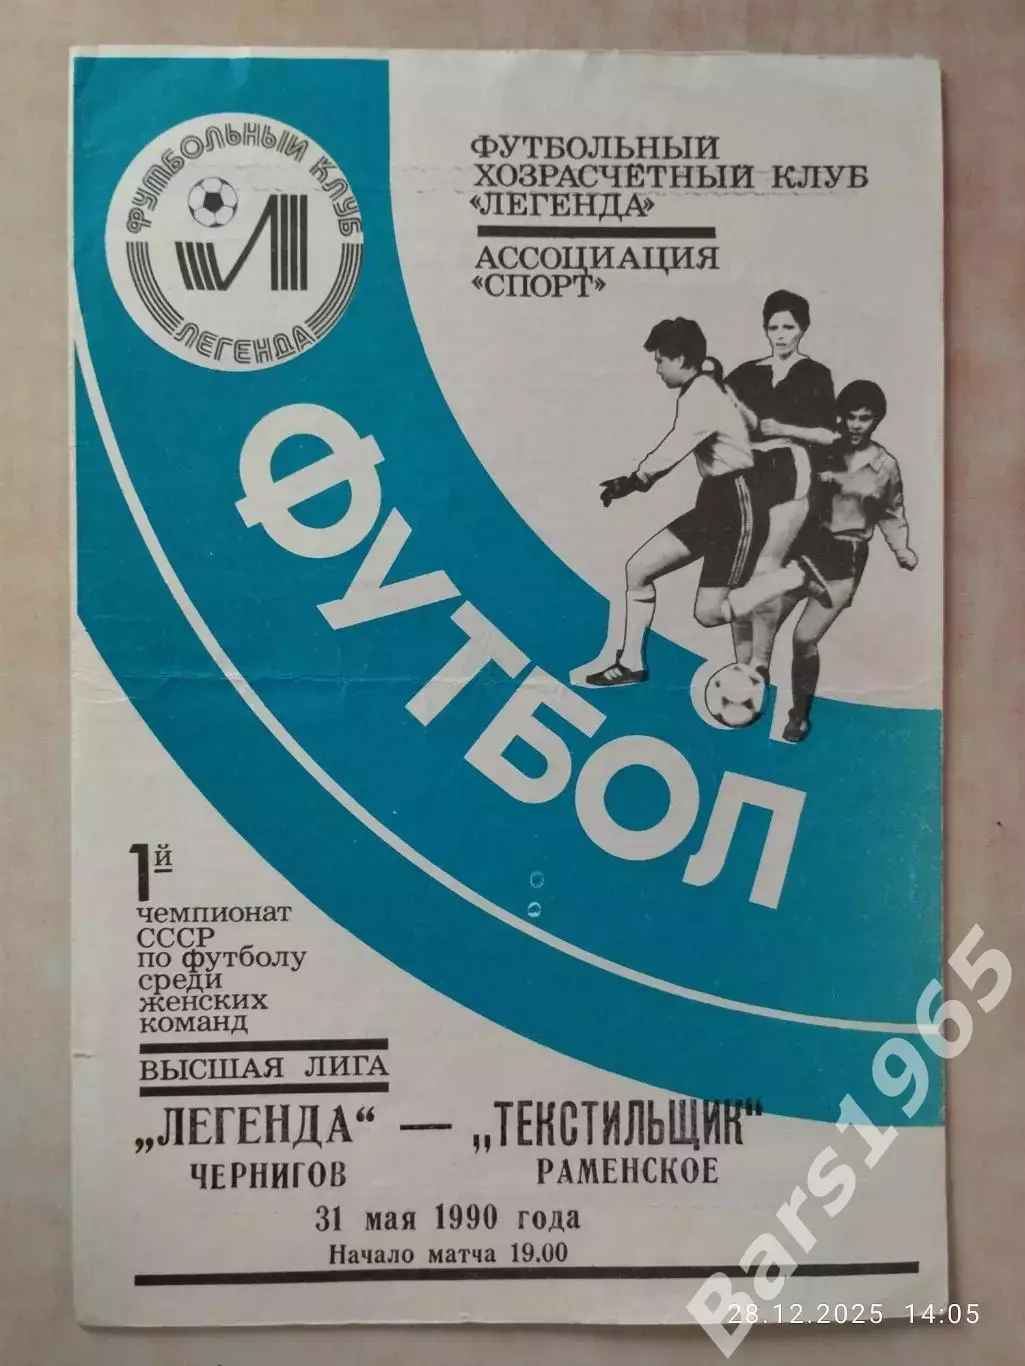 ФУТБОЛЬНЫЙ КЛУБ
ЛЕГЕНДА
ФУТБОЛЬНЫЙ
ХОЗРАСЧЁТНЫЙ КЛУБ
«ЛЕГЕНДА»
АССОЦИАЦИЯ
«СПОРТ»
ФУТБОЛ
1й
ЧЕМПИОНАТ
СССР
ПО ФУТБОЛУ
СРЕДИ
ЖЕНСКИХ
КОМАНД
ВЫСШАЯ ЛИГА
„ЛЕГЕНДА“ — „ТЕКСТИЛЬЩИК“
ЧЕРНИГОВ РАМЕНСКОЕ
31 мая 1990 года
Начало матча 19.00
Bars1965
28.12.2025 14:05